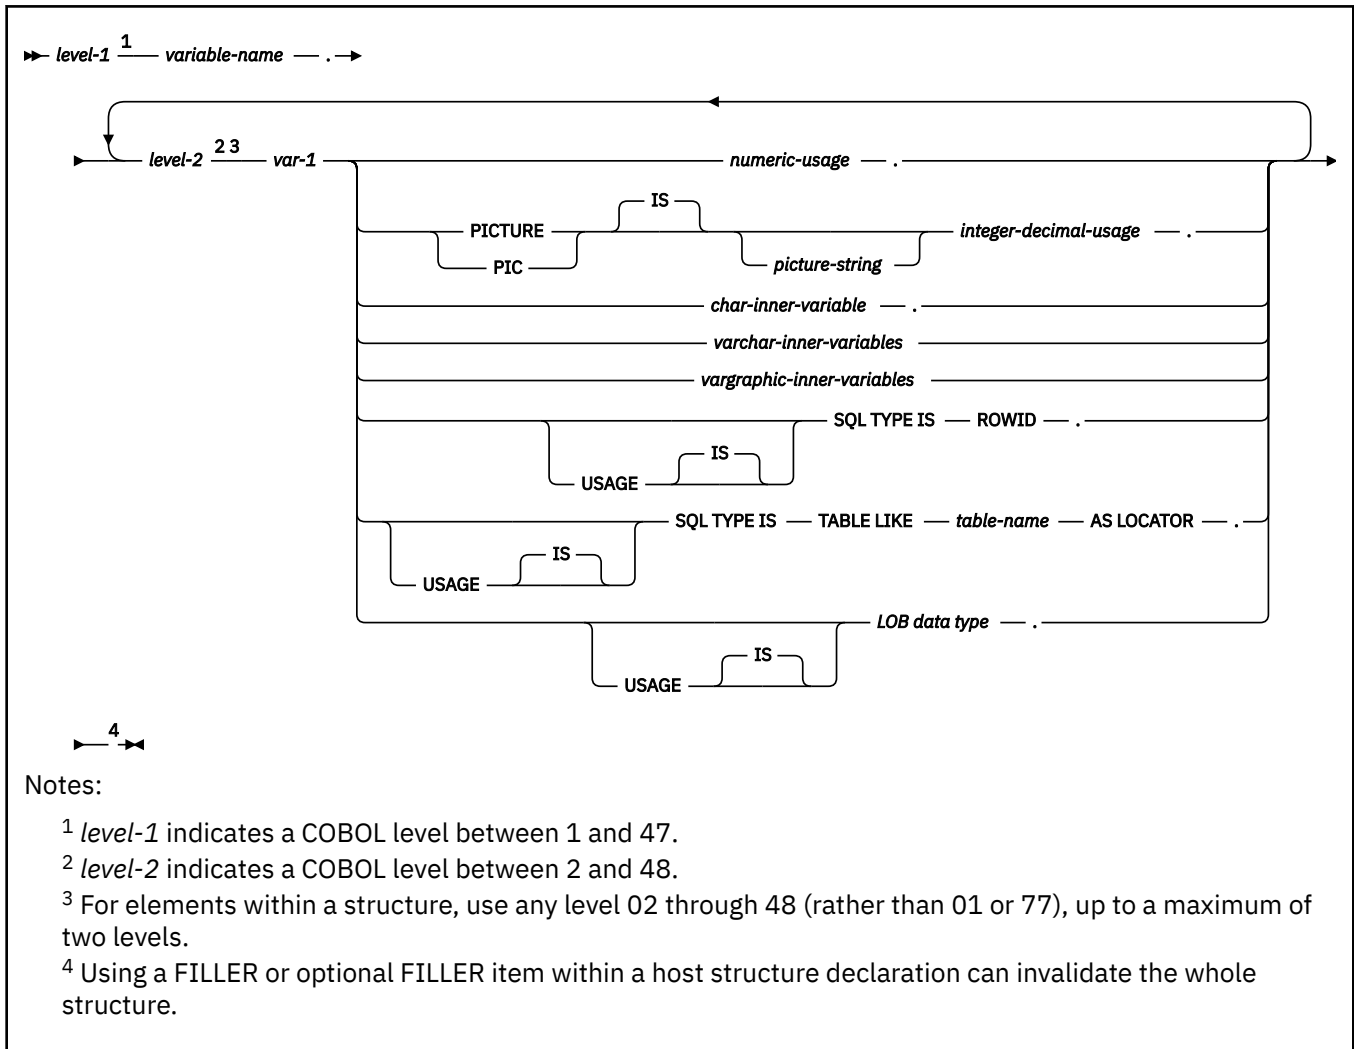 level-1 1 variable-name .
level-2 2 3 var-1 numeric-usage .
IS
PICTURE integer-decimal-usage .
PIC picture-string
char-inner-variable .
varchar-inner-variables
vargraphic-inner-variables
SQL TYPE IS ROWID .
IS
USAGE
SQL TYPE IS TABLE LIKE table-name AS LOCATOR .
IS
USAGE
LOB data type .
IS
USAGE
4
Notes:
1 level-1 indicates a COBOL level between 1 and 47.
2 level-2 indicates a COBOL level between 2 and 48.
3 For elements within a structure, use any level 02 through 48 (rather than 01 or 77), up to a maximum of
two levels.
4 Using a FILLER or optional FILLER item within a host structure declaration can invalidate the whole
structure.